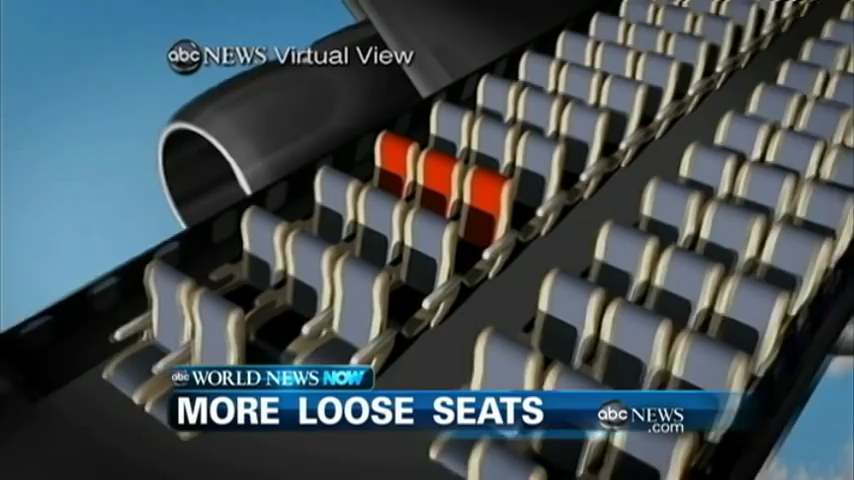 abc NEWS Virtual View
abc WORLD NEWS NOW
MORE LOOSE SEATS
abc NEWS
.com